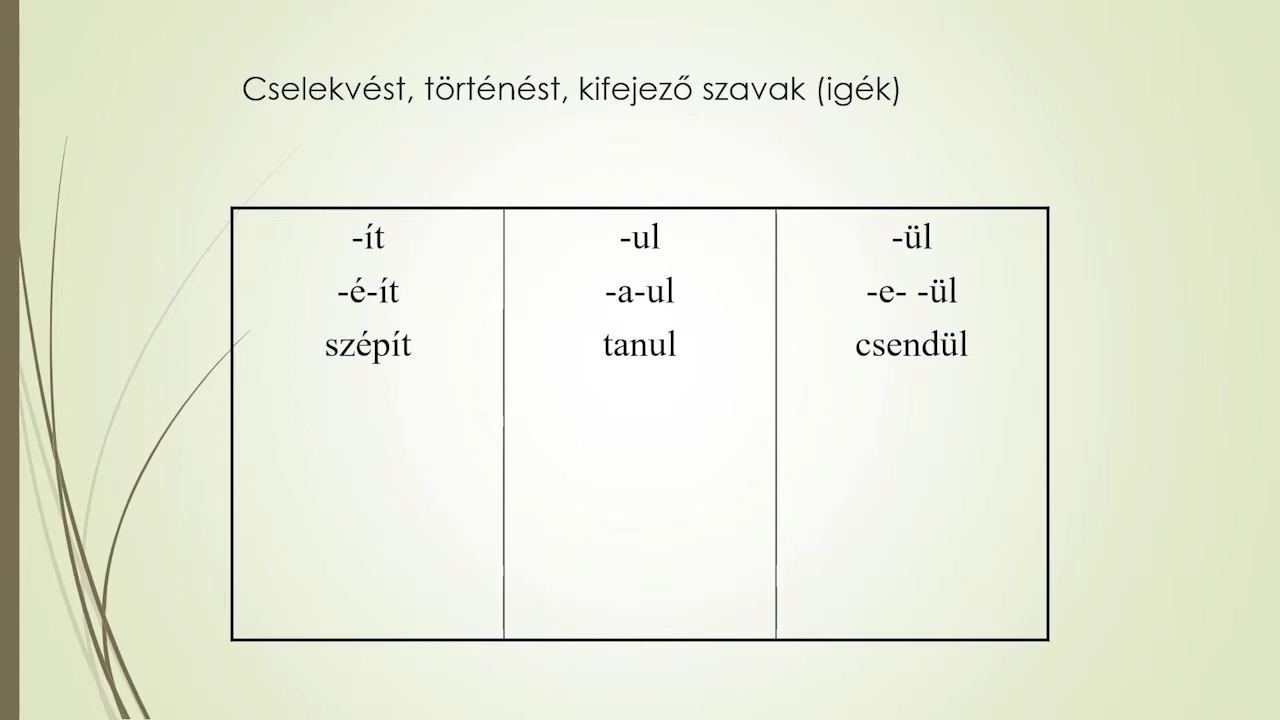 Cselekvést, történést, kifejező szavak (igék)
-ít
-é-ít
szépít
-ul
-a-ul
tanul
-ül
-e- -ül
csendül